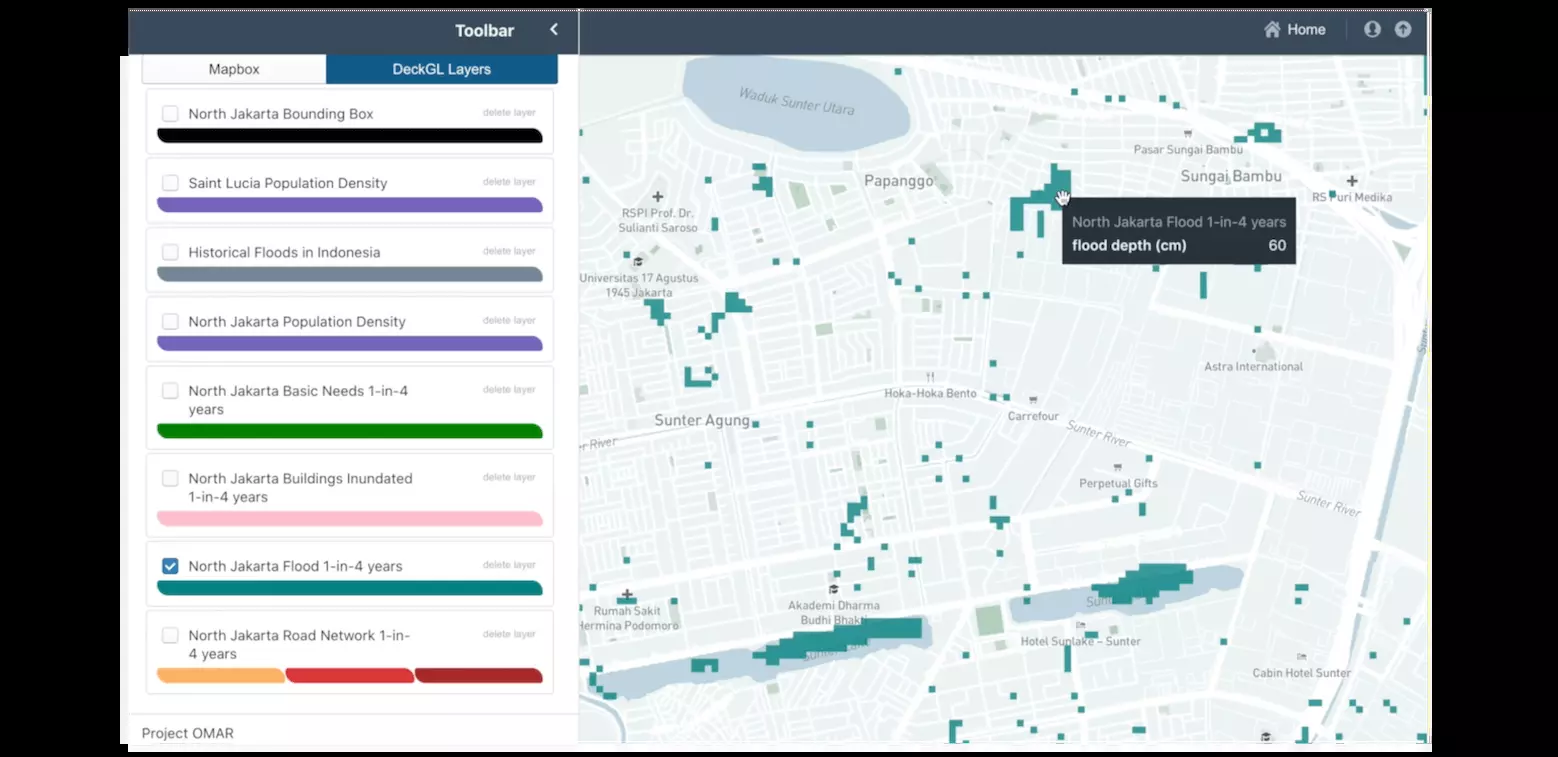 Toolbar
Home
Mapbox
DeckGL Layers
North Jakarta Bounding Box
delete layer
Saint Lucia Population Density
delete layer
Historical Floods in Indonesia
delete layer
North Jakarta Population Density
delete layer
North Jakarta Basic Needs 1-in-4
years
delete layer
North Jakarta Buildings Inundated
1-in-4 years
delete layer
North Jakarta Flood 1-in-4 years
delete layer
North Jakarta Road Network 1-in-
4 years
delete layer
Project OMAR
Waduk Sunter Utara
Pasar Sungai Bambu
Papanggo
Sungai Bambu
RS Puri Medika
RSPI Prof. Dr.
Sulianti Saroso
North Jakarta Flood 1-in-4 years
flood depth (cm) 60
Universitas 17 Agustus
1945 Jakarta
Astra International
Hoka-Hoka Bento
Carrefour
Sunter Agung
Sunter River
er River
Perpetual Gifts
Sunter River
Akademi Dharma
Budhi Bhakti
Rumah Sakit
Hermina Podomoro
Hotel Sunlake - Sunter
Cabin Hotel Sunter